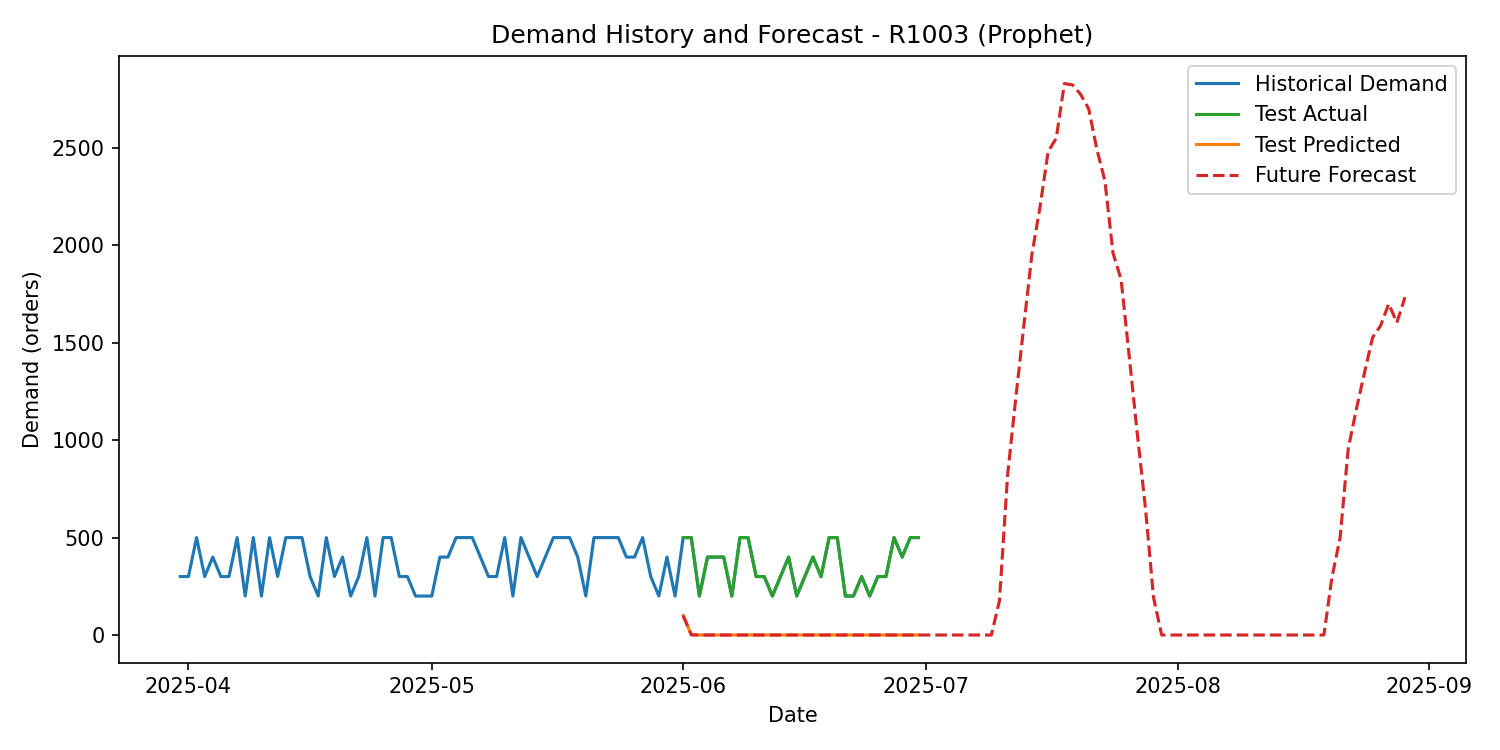 Demand History and Forecast - R1003 (Prophet)
Historical Demand
Test Actual
Test Predicted
Future Forecast
Demand (orders)
2500
2000
1500
1000
500
0
2025-04 2025-05 2025-06 2025-07 2025-08 2025-09
Date